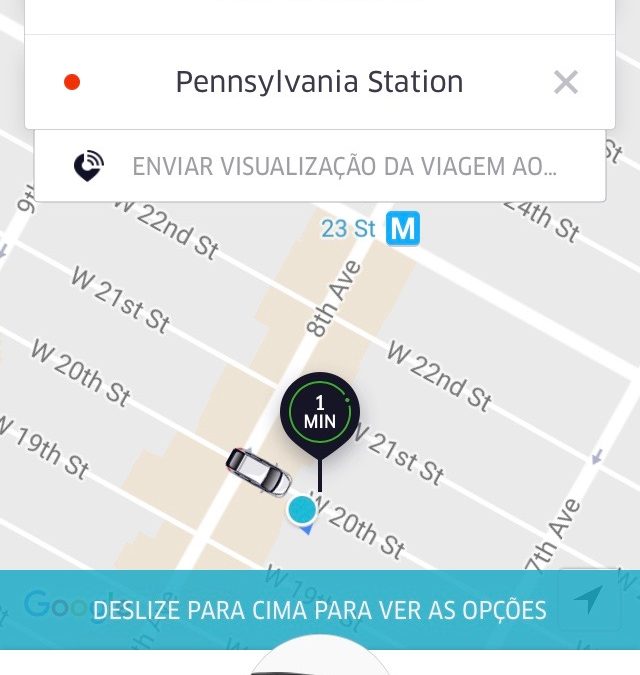 Pennsylvania Station
ENVIAR VISUALIZAÇÃO DA VIAGEM AO...
St
9th
W 22nd St
23 St M
24th St
8th Ave
W 21st St
W 20th St
W 22nd St
1
MIN
W 19th St
W 21st St
W 20th St
7th Ave
W 19th
Google
DESLIZE PARA CIMA PARA VER AS OPÇÕES